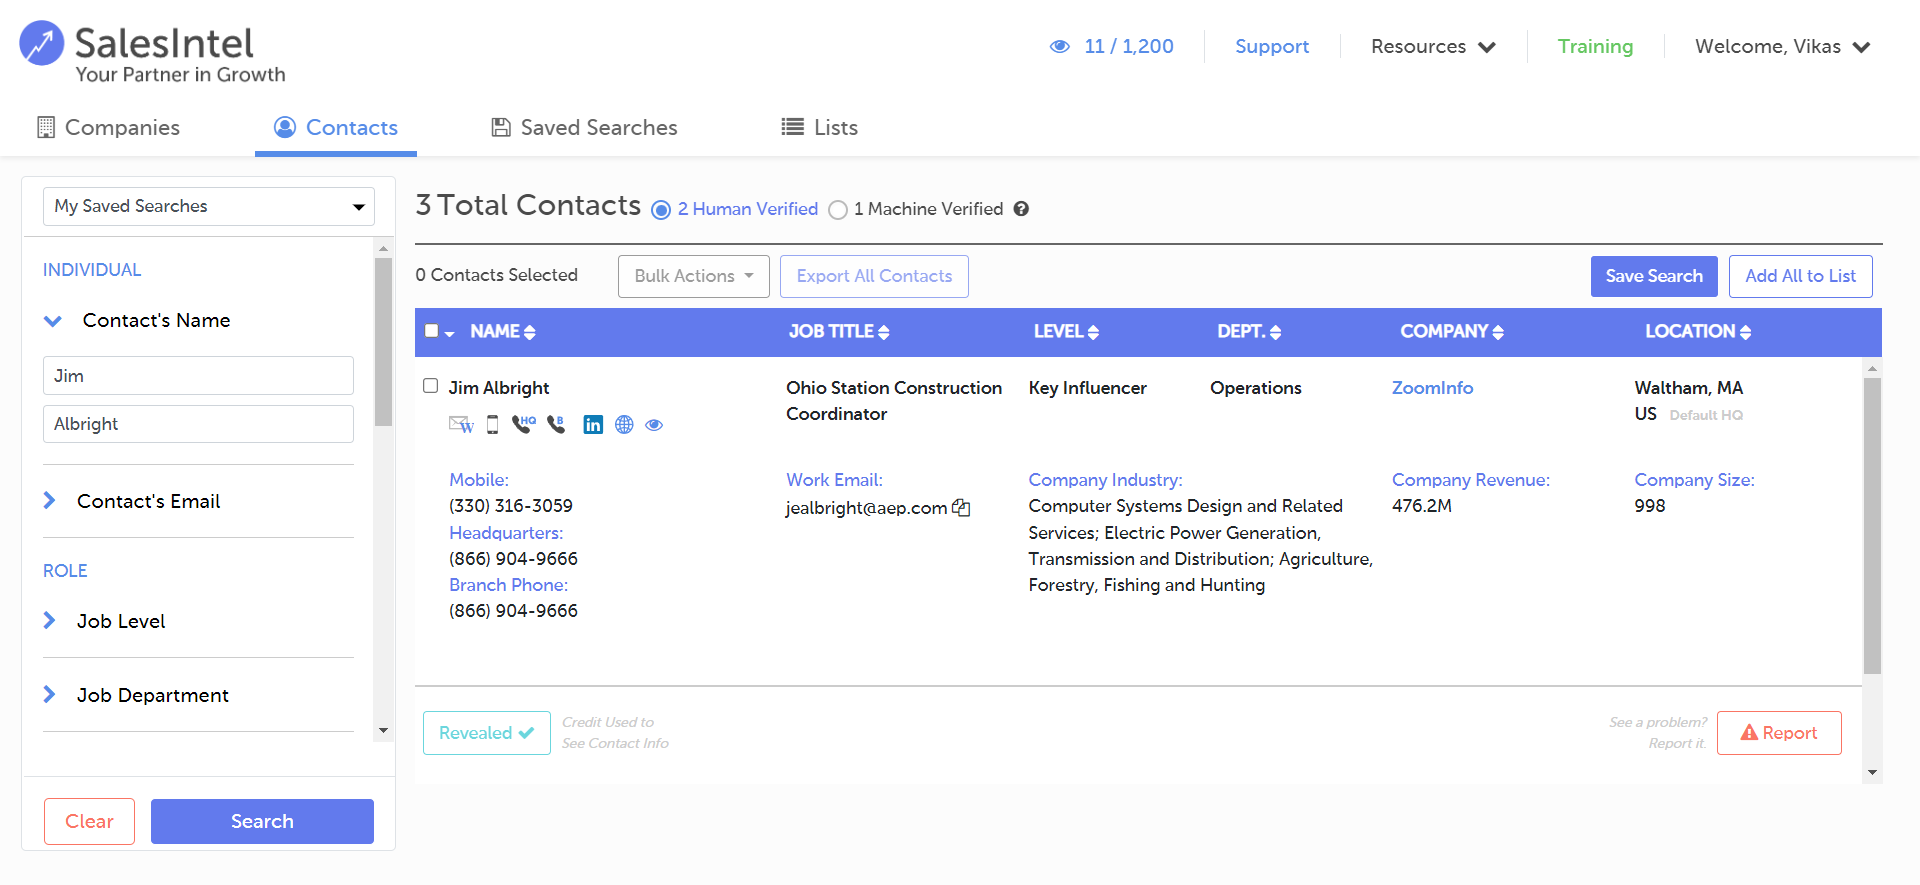 SalesIntel
Your Partner in Growth
11 / 1,200
Support
Resources
Training
Welcome, Vikas
Companies
Contacts
Saved Searches
Lists
My Saved Searches
INDIVIDUAL
Contact's Name
Jim
Albright
Contact's Email
ROLE
Job Level
Job Department
Clear
Search
3 Total Contacts
2 Human Verified
1 Machine Verified
?
0 Contacts Selected
Bulk Actions
Export All Contacts
Save Search
Add All to List
NAME
JOB TITLE
LEVEL
DEPT.
COMPANY
LOCATION
Jim Albright
W
HQ
B
in
Ohio Station Construction
Coordinator
Key Influencer
Operations
ZoomInfo
Waltham, MA
US Default HQ
Mobile:
(330) 316-3059
Headquarters:
(866) 904-9666
Branch Phone:
(866) 904-9666
Work Email:
jealbright@aep.com
Company Industry:
Computer Systems Design and Related
Services; Electric Power Generation,
Transmission and Distribution; Agriculture,
Forestry, Fishing and Hunting
Company Revenue:
476.2M
Company Size:
998
Revealed
Credit Used to
See Contact Info
See a problem?
Report it.
Report